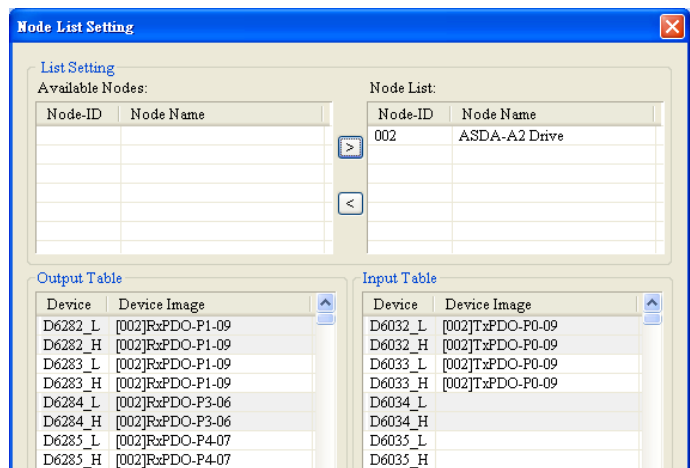 Node List Setting
List Setting
Available Nodes:
Node-ID Node Name
>
<
Node List:
Node-ID Node Name
002 ASDA-A2 Drive
Output Table
Device Device Image
D6282_L [002]RxPDO-P1-09
D6282_H [002]RxPDO-P1-09
D6283_L [002]RxPDO-P1-09
D6283_H [002]RxPDO-P1-09
D6284_L [002]RxPDO-P3-06
D6284_H [002]RxPDO-P3-06
D6285_L [002]RxPDO-P4-07
D6285_H [002]RxPDO-P4-07
Input Table
Device Device Image
D6032_L [002]TxPDO-P0-09
D6032_H [002]TxPDO-P0-09
D6033_L [002]TxPDO-P0-09
D6033_H [002]TxPDO-P0-09
D6034_L
D6034_H
D6035_L
D6035_H